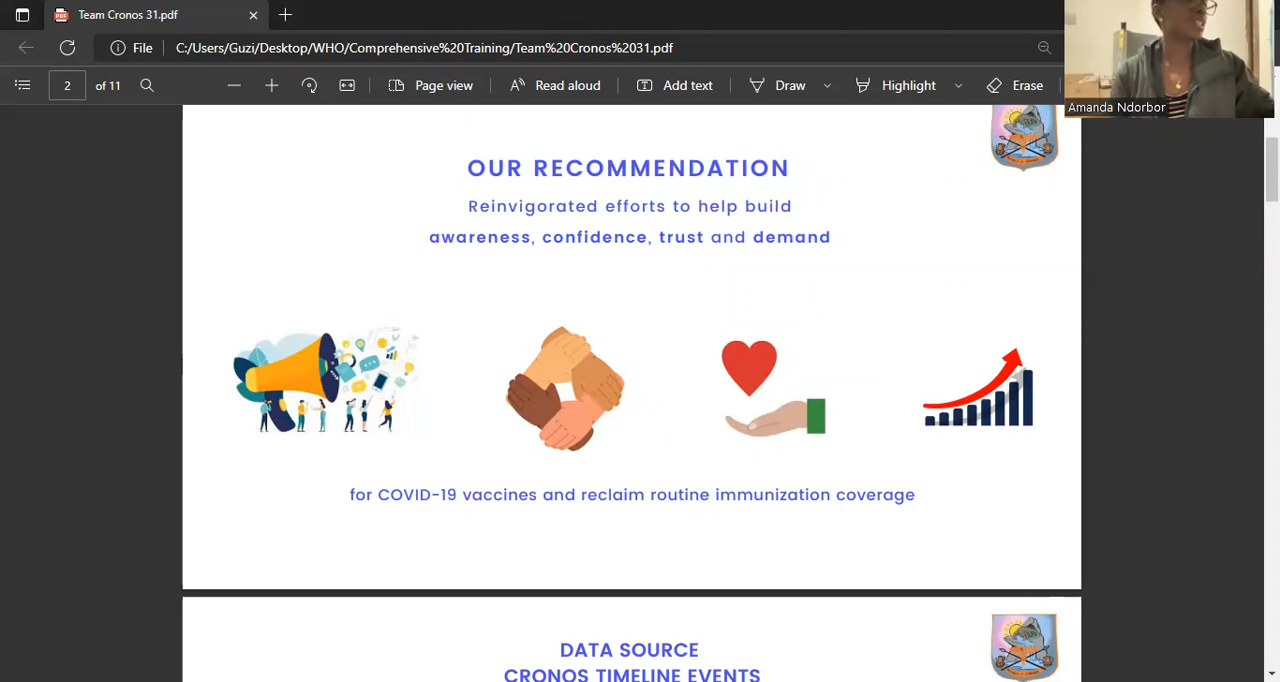 Team Cronos 31.pdf
File
C:/Users/Guzi/Desktop/WHO/Comprehensive%20Training/Team%20Cronos%2031.pdf
2 of 11
Page view
Read aloud
Add text
Draw
Highlight
Erase
Amanda Ndorbor
OUR RECOMMENDATION
Reinvigorated efforts to help build
awareness, confidence, trust and demand
for COVID-19 vaccines and reclaim routine immunization coverage
DATA SOURCE
CRONOS TIMELINE EVENTS